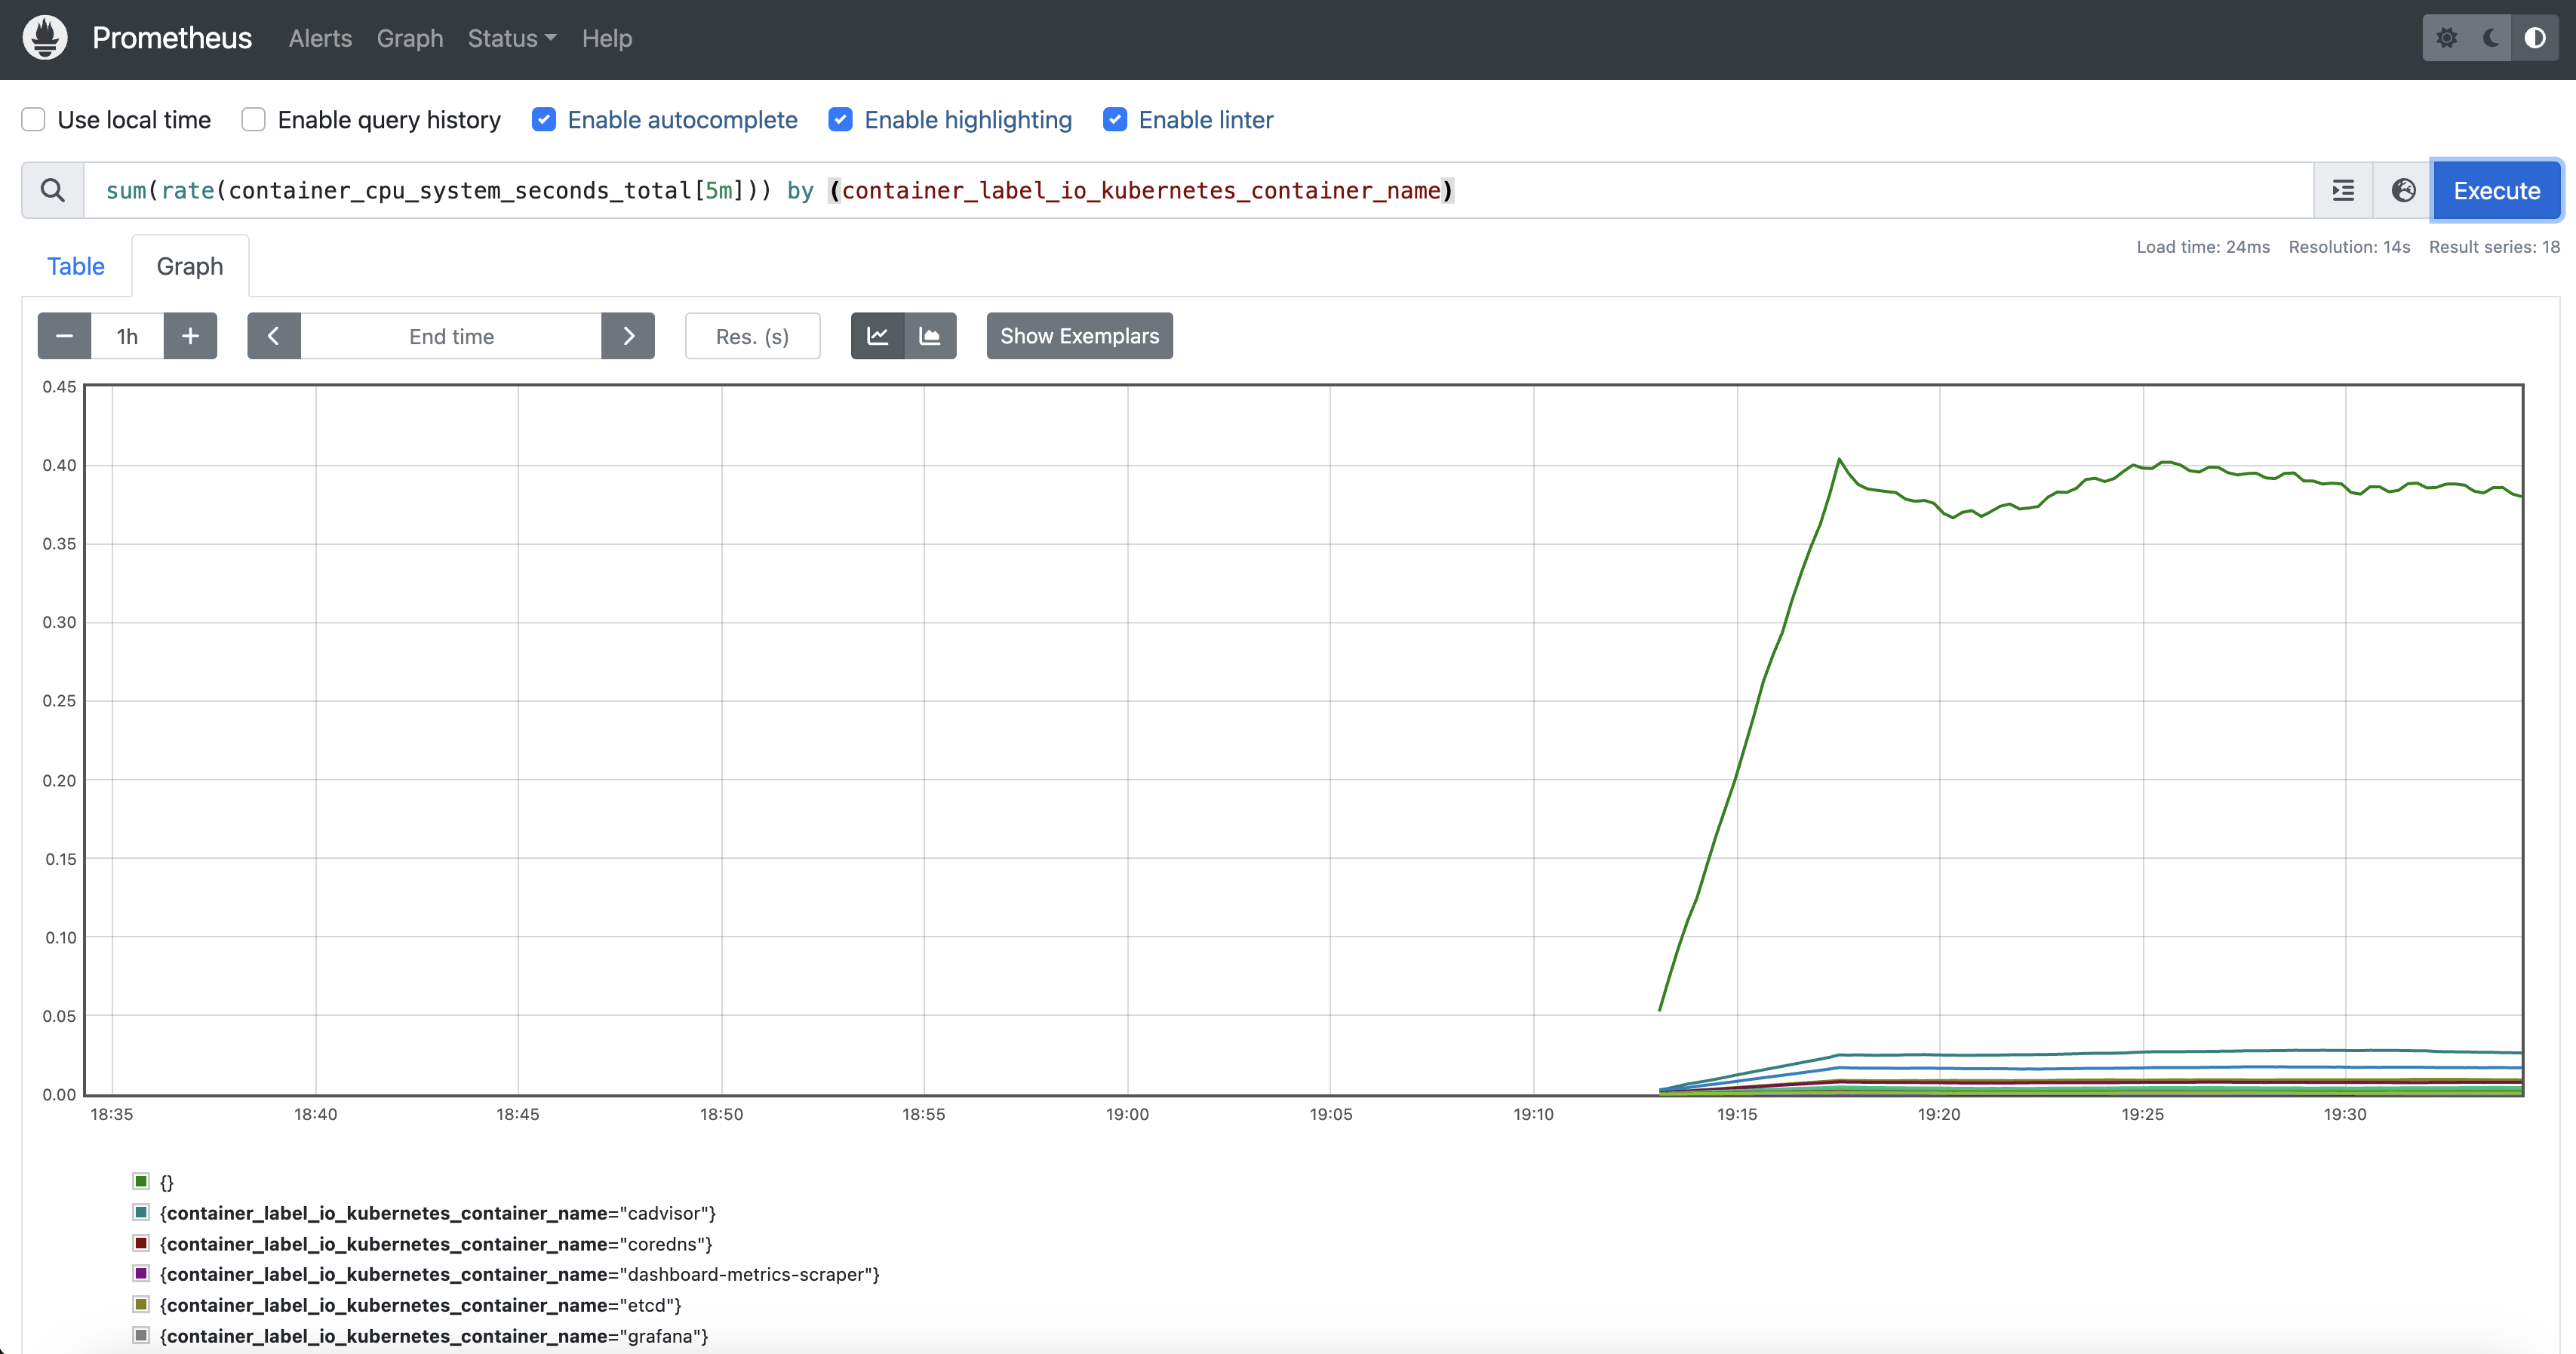 Prometheus Alerts Graph Status Help
Use local time Enable query history Enable autocomplete Enable highlighting Enable linter
sum(rate(container_cpu_system_seconds_total[5m])) by (container_label_io_kubernetes_container_name) Execute
Load time: 24ms Resolution: 14s Result series: 18
Table Graph
− 1h + End time Res. (s) Show Exemplars
0.45
0.40
0.35
0.30
0.25
0.20
0.15
0.10
0.05
0.00
18:35 18:40 18:45 18:50 18:55 19:00 19:05 19:10 19:15 19:20 19:25 19:30
{}
{container_label_io_kubernetes_container_name="cadvisor"}
{container_label_io_kubernetes_container_name="coredns"}
{container_label_io_kubernetes_container_name="dashboard-metrics-scraper"}
{container_label_io_kubernetes_container_name="etcd"}
{container_label_io_kubernetes_container_name="grafana"}